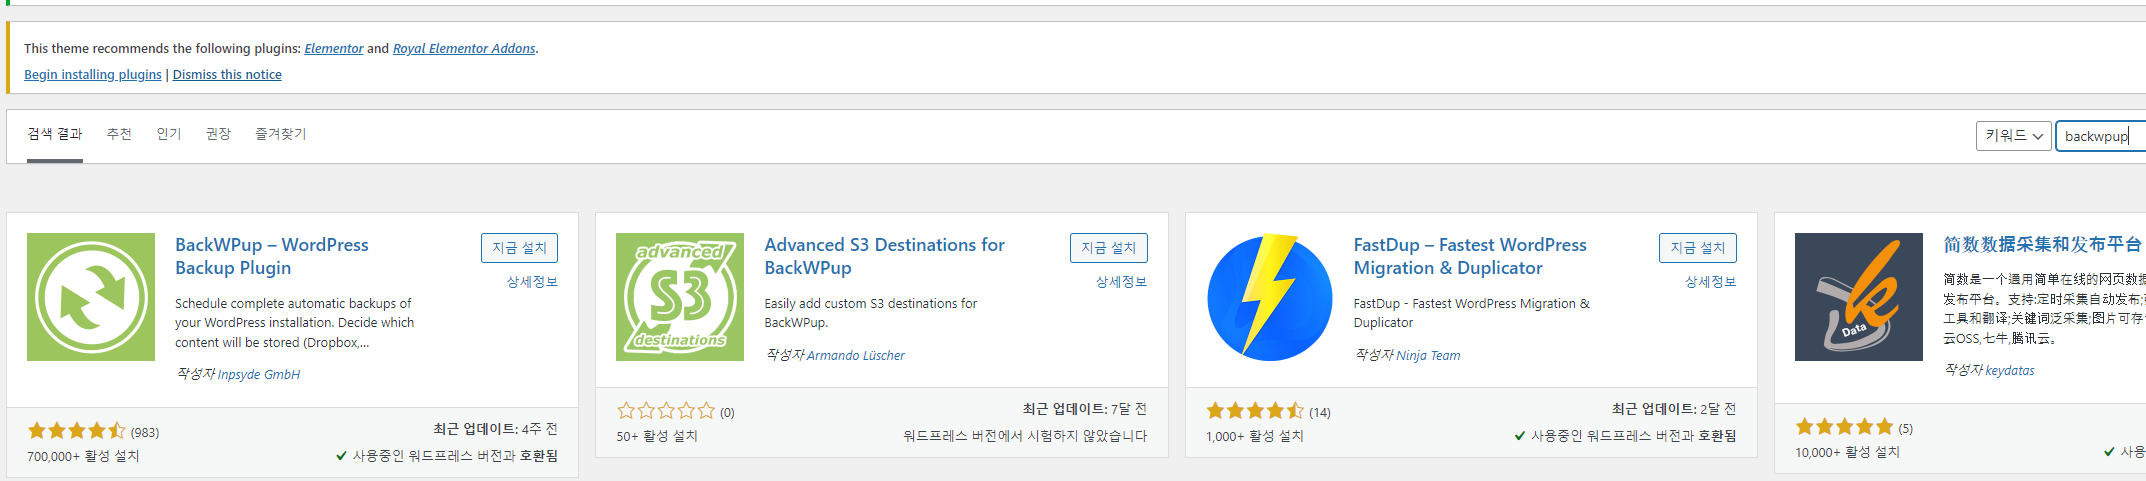 This theme recommends the following plugins: Elementor and Royal Elementor Addons.
Begin installing plugins | Dismiss this notice
검색 결과 추천 인기 권장 즐겨찾기 키워드 backwpup
BackWPup – WordPress
Backup Plugin
지금 설치
상세정보
Schedule complete automatic backups of
your WordPress installation. Decide which
content will be stored (Dropbox,...
작성자 Inpsyde GmbH
(983)
최근 업데이트: 4주 전
700,000+ 활성 설치
사용중인 워드프레스 버전과 호환됨
advanced
S3
destinations
Advanced S3 Destinations for
BackWPup
지금 설치
상세정보
Easily add custom S3 destinations for
BackWPup.
작성자 Armando Lüscher
(0)
최근 업데이트: 7달 전
50+ 활성 설치
워드프레스 버전에서 시험하지 않았습니다
FastDup – Fastest WordPress
Migration & Duplicator
지금 설치
상세정보
FastDup - Fastest WordPress Migration &
Duplicator
작성자 Ninja Team
(14)
최근 업데이트: 2달 전
1,000+ 활성 설치
사용중인 워드프레스 버전과 호환됨
k
Data
简数数据采集和发布平台
简数是一个通用简单在线的网页数据
发布平台。支持:定时采集自动发布;
工具和翻译;关键词泛采集;图片可存
云OSS,七牛,腾讯云。
작성자 keydatas
(5)
10,000+ 활성 설치
사용